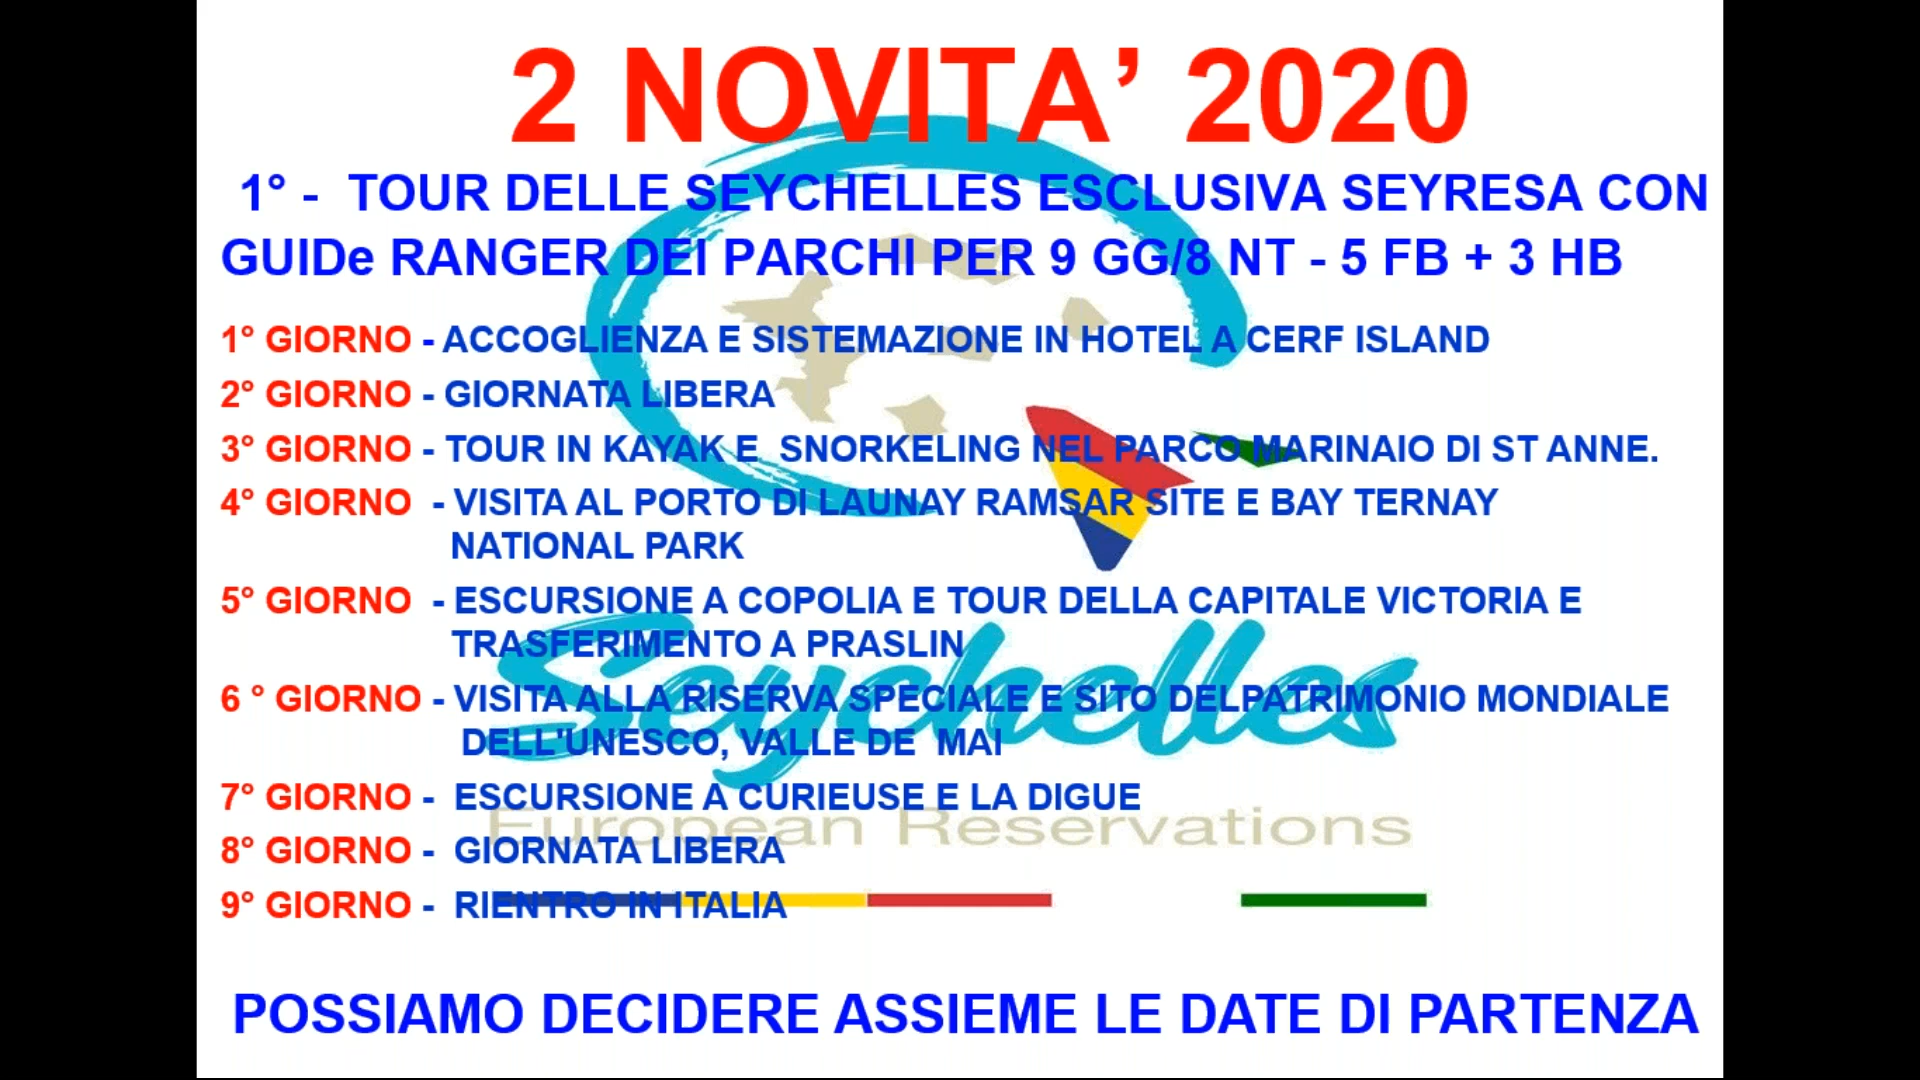 2 NOVITA’ 2020
1° - TOUR DELLE SEYCHELLES ESCLUSIVA SEYRESA CON
GUIDe RANGER DEI PARCHI PER 9 GG/8 NT - 5 FB + 3 HB
1° GIORNO - ACCOGLIENZA E SISTEMAZIONE IN HOTEL A CERF ISLAND
2° GIORNO - GIORNATA LIBERA
3° GIORNO - TOUR IN KAYAK E SNORKELING NEL PARCO MARINAIO DI ST ANNE.
4° GIORNO - VISITA AL PORTO DI LAUNAY RAMSAR SITE E BAY TERNAY
NATIONAL PARK
5° GIORNO - ESCURSIONE A COPOLIA E TOUR DELLA CAPITALE VICTORIA E
TRASFERIMENTO A PRASLIN
6 ° GIORNO - VISITA ALLA RISERVA SPECIALE E SITO DELPATRIMONIO MONDIALE
DELL'UNESCO, VALLE DE MAI
Seychelles
7° GIORNO - ESCURSIONE A CURIEUSE E LA DIGUE
European Reservations
8° GIORNO - GIORNATA LIBERA
9° GIORNO - RIENTRO IN ITALIA
POSSIAMO DECIDERE ASSIEME LE DATE DI PARTENZA